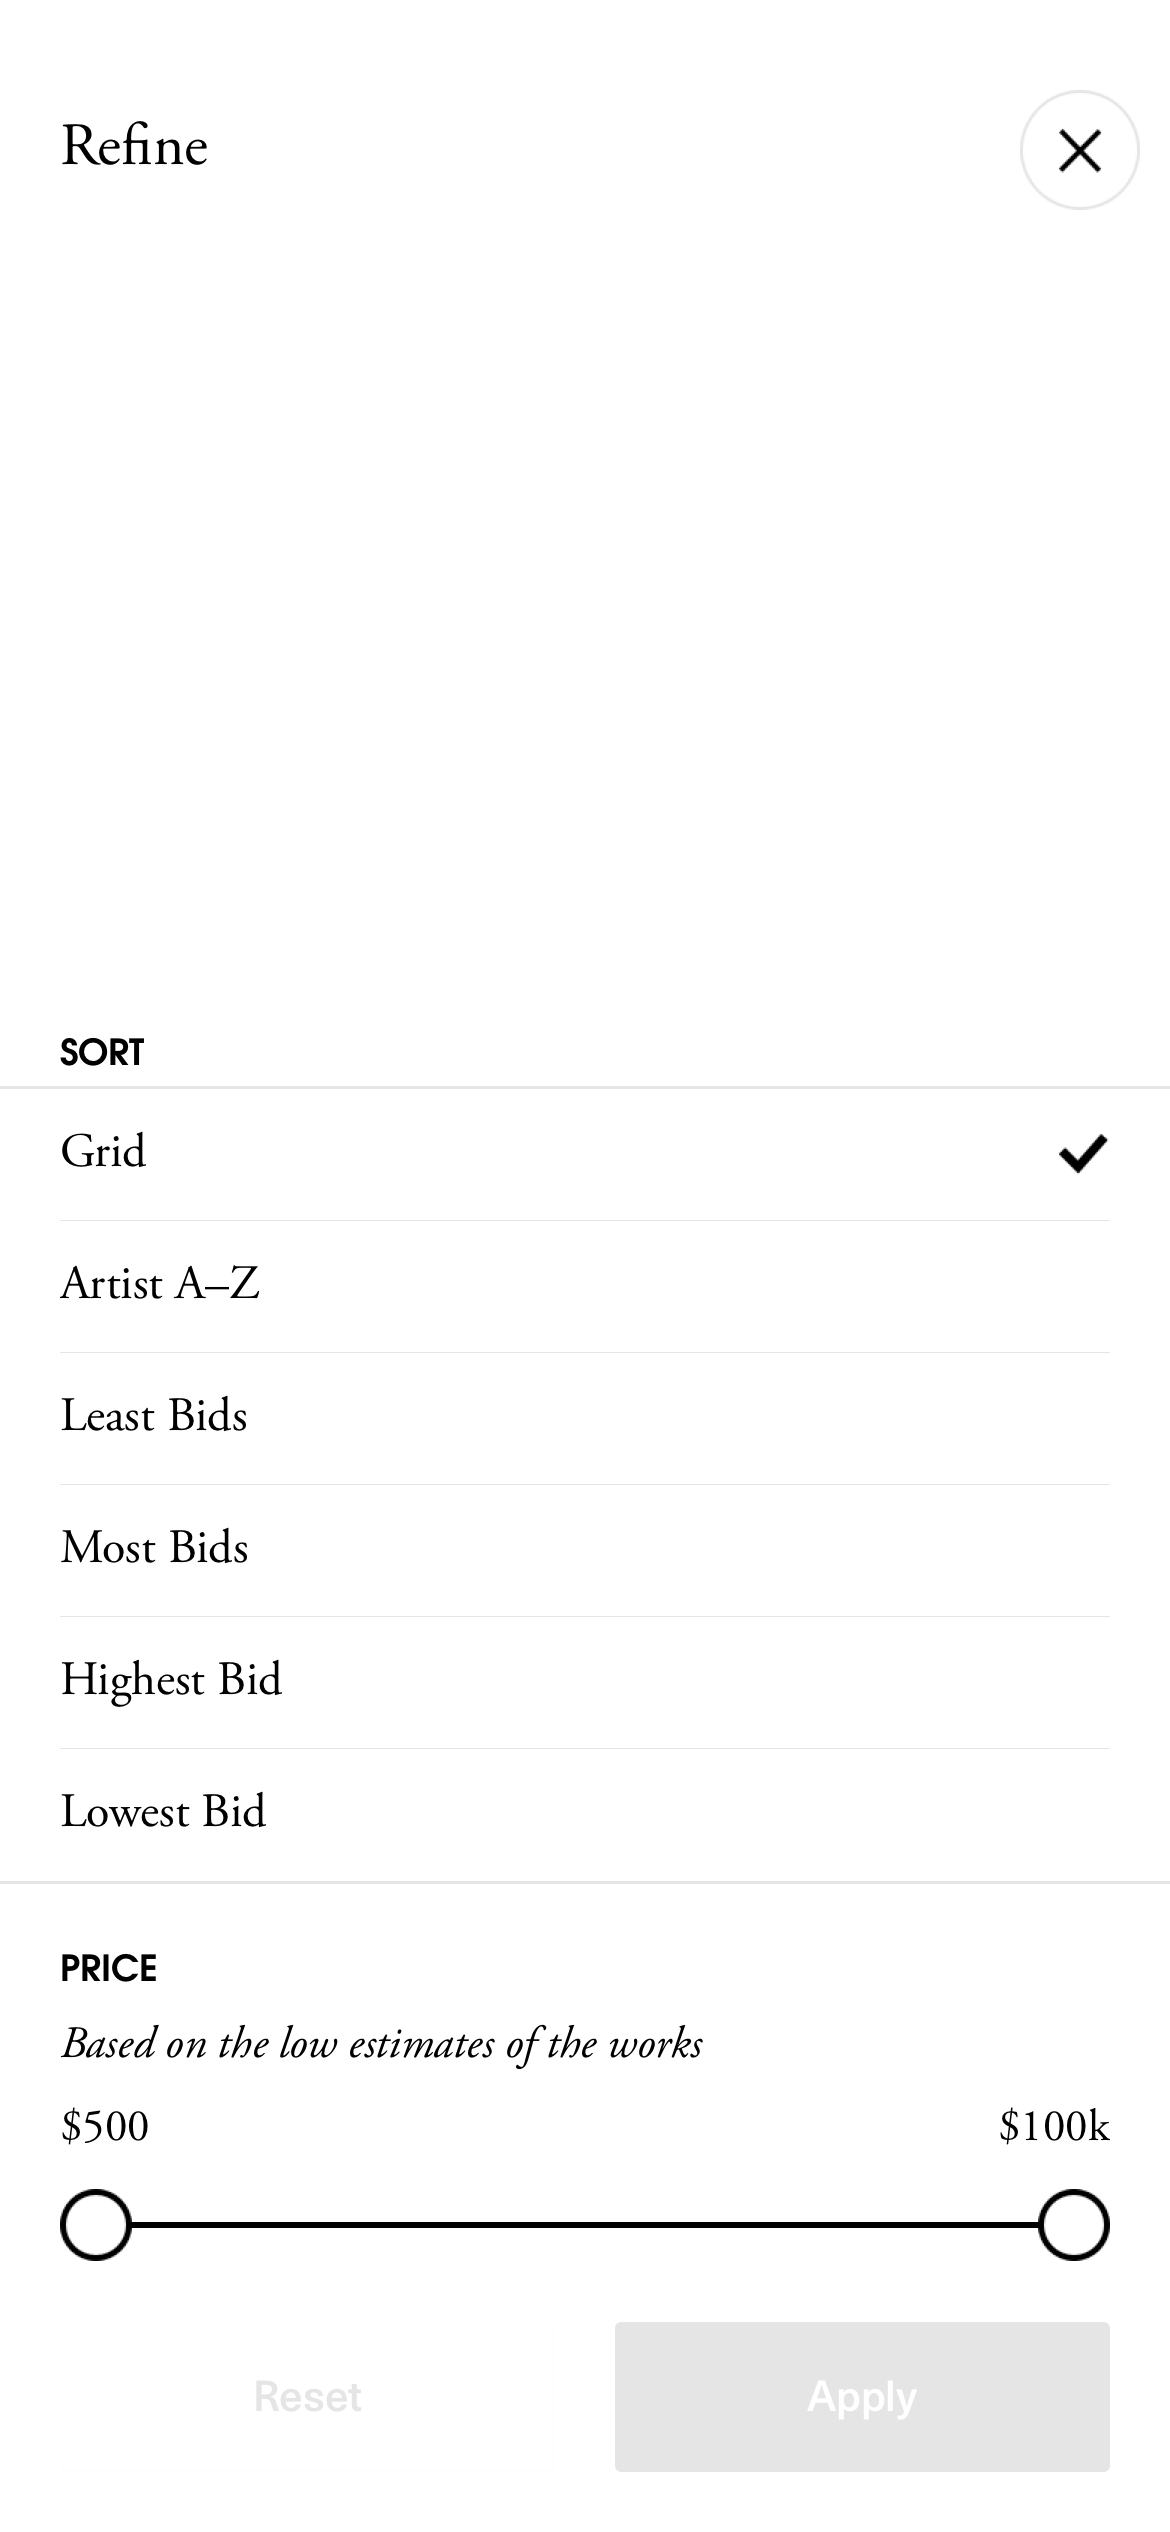 Refine
SORT
Grid
Artist A–Z
Least Bids
Most Bids
Highest Bid
Lowest Bid
PRICE
Based on the low estimates of the works
$500 $100k
Reset Apply